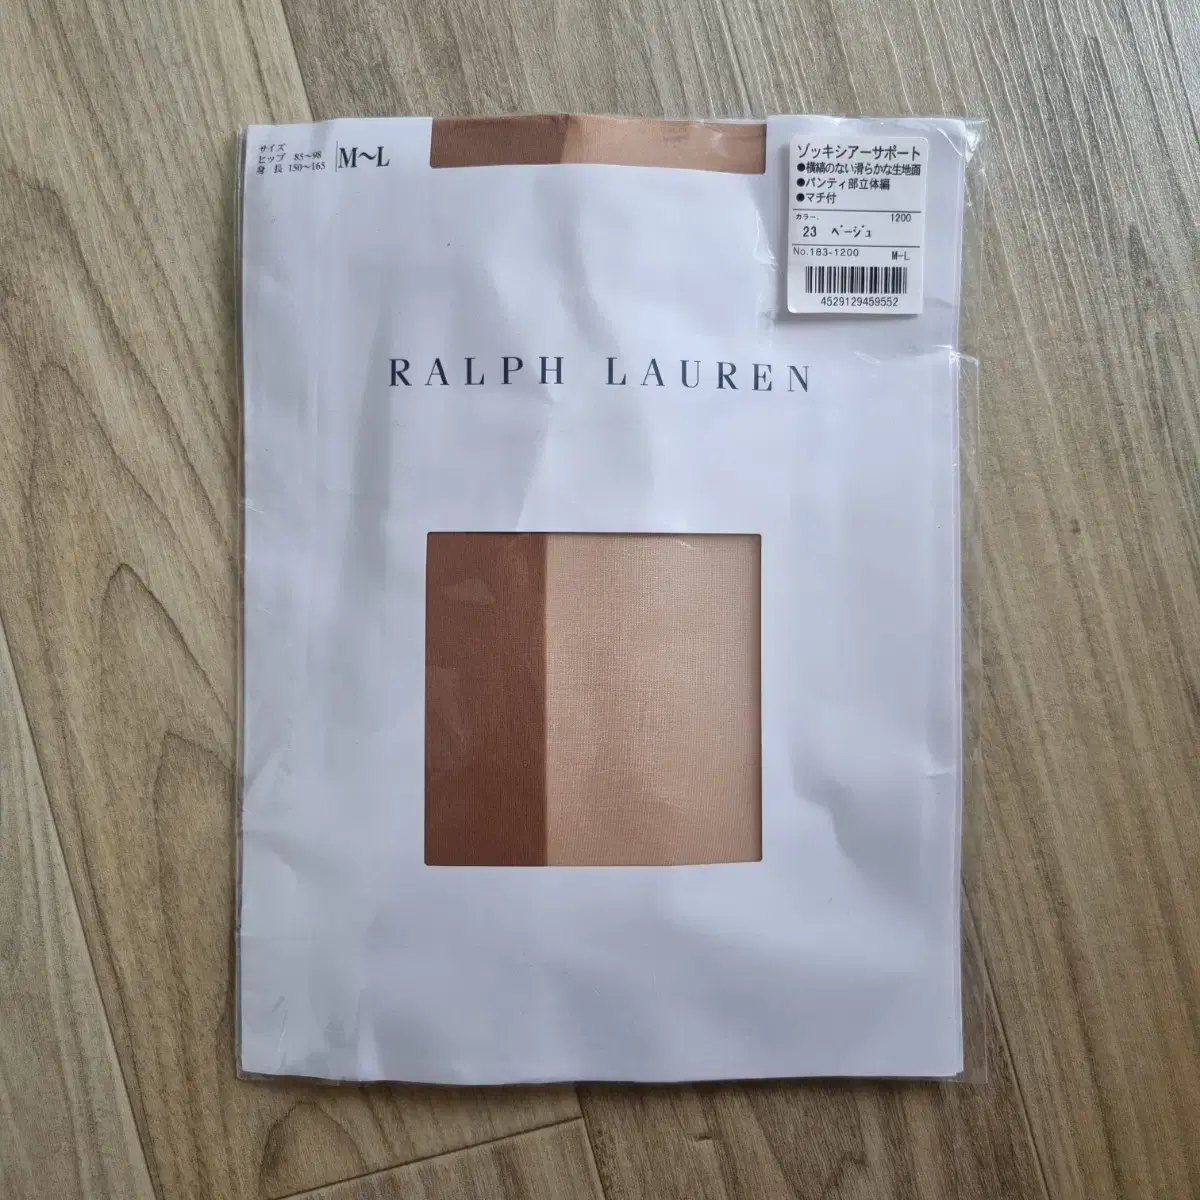 サイズ
ヒップ 85〜98
身長 150〜165
M〜L
ゾッキシアーサポート
●横縞のない滑らかな生地面
●パンティ部立体編
●マチ付
カラー. 1200
23 ベージュ
No.183-1200 M-L
4529129459552
RALPH LAUREN